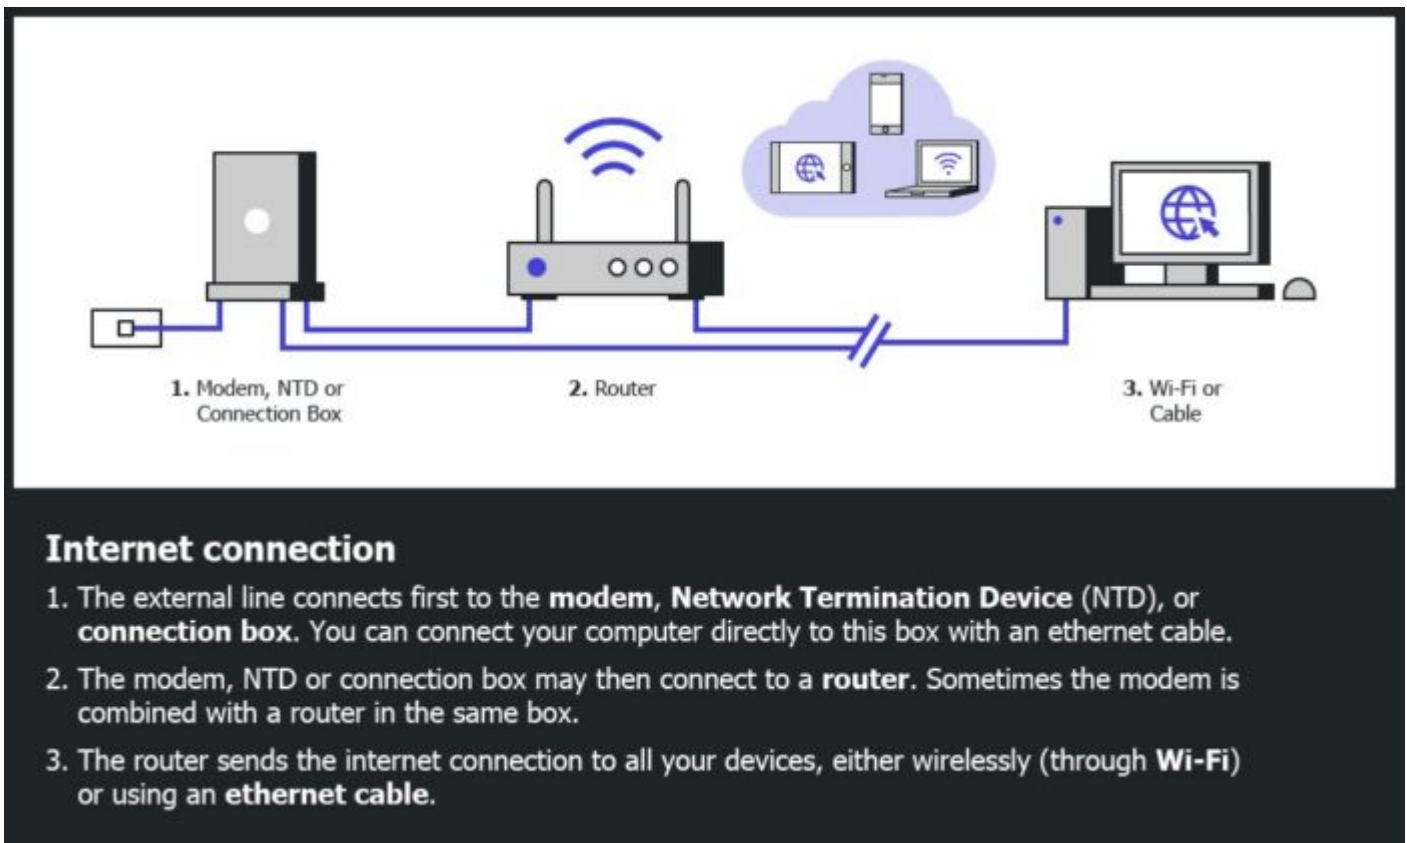 1. Modem, NTD or
Connection Box
2. Router
3. Wi-Fi or
Cable
Internet connection
1. The external line connects first to the modem, Network Termination Device (NTD), or
connection box. You can connect your computer directly to this box with an ethernet cable.
2. The modem, NTD or connection box may then connect to a router. Sometimes the modem is
combined with a router in the same box.
3. The router sends the internet connection to all your devices, either wirelessly (through Wi-Fi)
or using an ethernet cable.